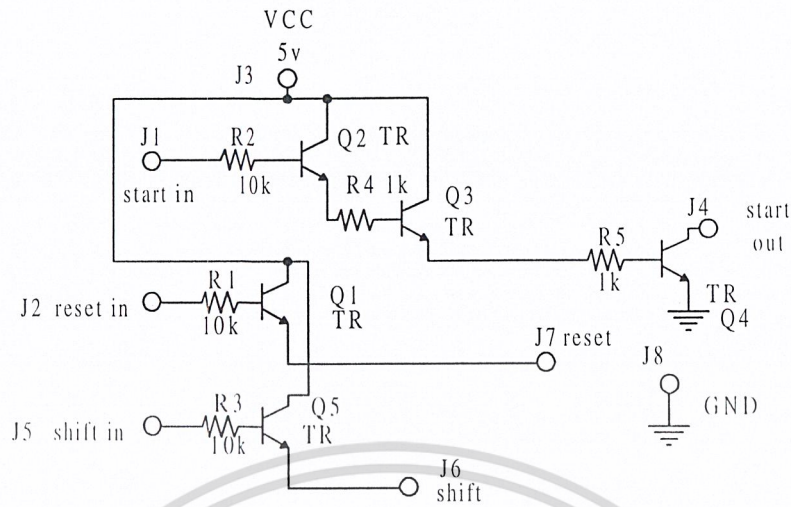 VCC
5v
J3
J1
R2
Q2 TR
10k
start in
R4 1k
Q3
TR
J4
start
out
R5
1k
TR
Q4
R1
Q1
TR
J2 reset in
10k
J7 reset
J8
GND
R3
Q5
TR
J5 shift in
10k
J6
shift